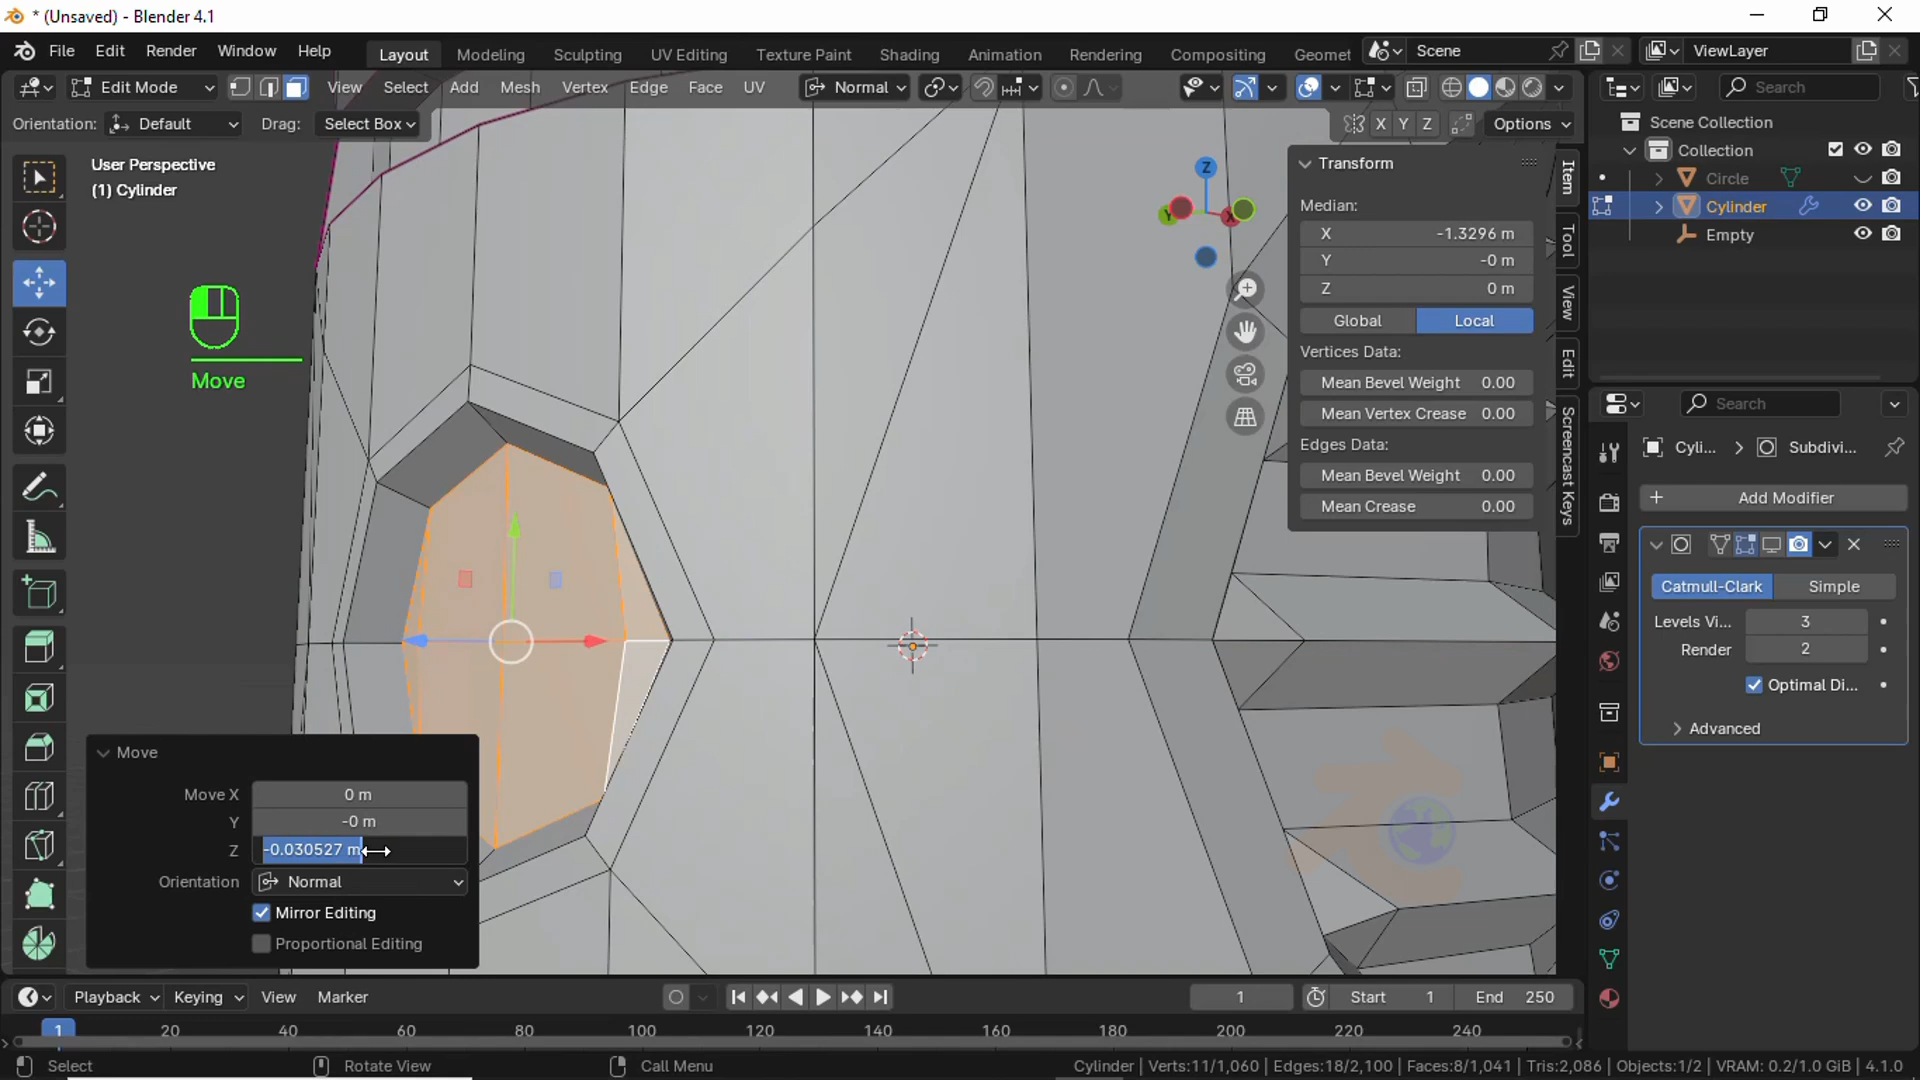 * (Unsaved) - Blender 4.1
File Edit Render Window Help
Layout Modeling Sculpting UV Editing Texture Paint Shading Animation Rendering Compositing Geomet
Scene
ViewLayer
Edit Mode
View Select Add Mesh Vertex Edge Face UV
Normal
Search
Orientation: Default Drag: Select Box
X Y Z Options
Scene Collection
Collection
Circle
Cylinder
Empty
User Perspective
(1) Cylinder
Z
Y
X
Move
Transform
Median:
X -1.3296 m
Y -0 m
Z 0 m
Global Local
Vertices Data:
Mean Bevel Weight 0.00
Mean Vertex Crease 0.00
Edges Data:
Mean Bevel Weight 0.00
Mean Crease 0.00
Item
Tool
View
Edit
Screencast Keys
Search
Cyli... Subdivi...
Add Modifier
Catmull-Clark Simple
Levels Vi... 3
Render 2
Optimal Di...
Advanced
Move
Move X 0 m
Y -0 m
Z -0.030527 m
Orientation Normal
Mirror Editing
Proportional Editing
Playback Keying View Marker
1
Start 1 End 250
1 20 40 60 80 100 120 140 160 180 200 220 240
Select Rotate View Call Menu
Cylinder | Verts:11/1,060 | Edges:18/2,100 | Faces:8/1,041 | Tris:2,086 | Objects:1/2 | VRAM: 0.2/1.0 GiB | 4.1.0